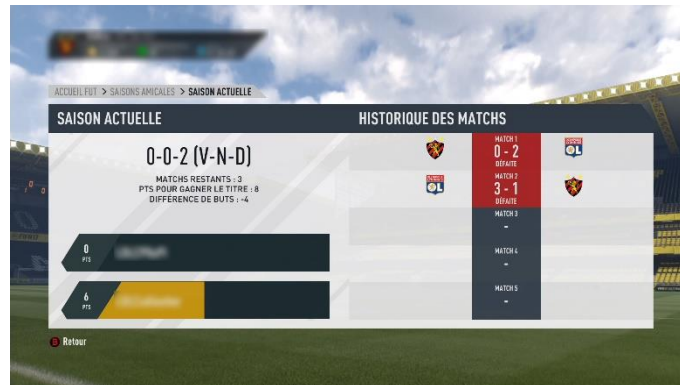 ACCUEIL FUT > SAISONS AMICALES > SAISON ACTUELLE
SAISON ACTUELLE
0-0-2 (V-N-D)
MATCHS RESTANTS : 3
PTS POUR GAGNER LE TITRE : 8
DIFFÉRENCE DE BUTS : -4
0
PTS
6
PTS
HISTORIQUE DES MATCHS
MATCH 1
0 - 2
DÉFAITE
OL
MATCH 2
3 - 1
DÉFAITE
OL
MATCH 3
-
MATCH 4
-
MATCH 5
-
B Retour